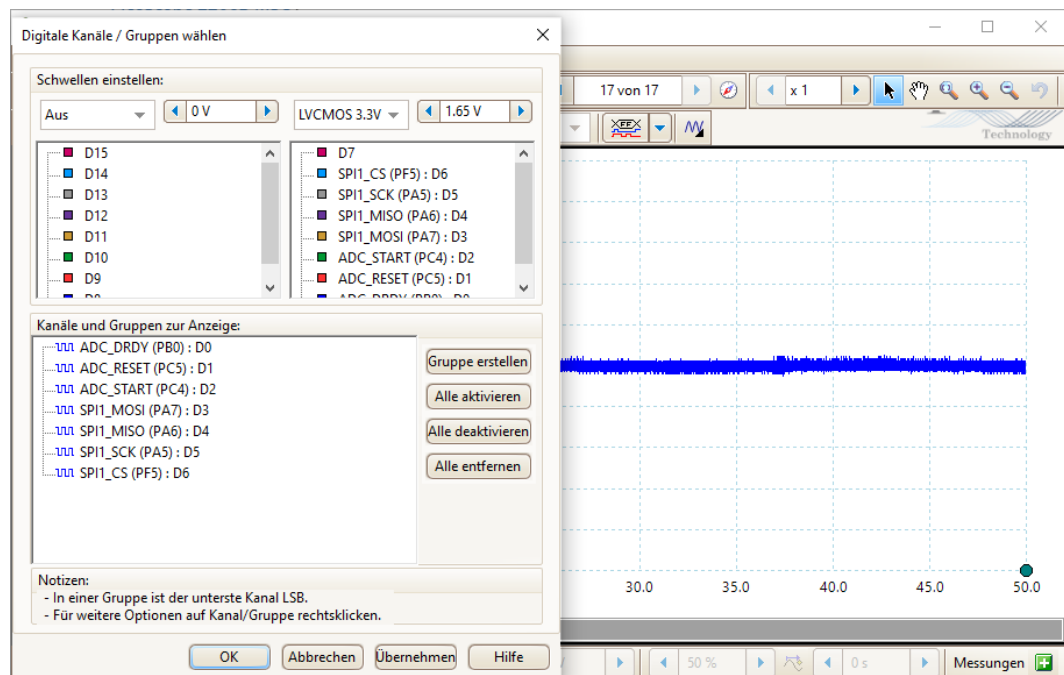 Digitale Kanäle / Gruppen wählen
Schwellen einstellen:
Aus
0 V
LVCMOS 3.3V
1.65 V
D15
D14
D13
D12
D11
D10
D9
D7
SPI1_CS (PF5) : D6
SPI1_SCK (PA5) : D5
SPI1_MISO (PA6) : D4
SPI1_MOSI (PA7) : D3
ADC_START (PC4) : D2
ADC_RESET (PC5) : D1
Kanäle und Gruppen zur Anzeige:
ADC_DRDY (PB0) : D0
ADC_RESET (PC5) : D1
ADC_START (PC4) : D2
SPI1_MOSI (PA7) : D3
SPI1_MISO (PA6) : D4
SPI1_SCK (PA5) : D5
SPI1_CS (PF5) : D6
Gruppe erstellen
Alle aktivieren
Alle deaktivieren
Alle entfernen
Notizen:
- In einer Gruppe ist der unterste Kanal LSB.
- Für weitere Optionen auf Kanal/Gruppe rechtsklicken.
OK
Abbrechen
Übernehmen
Hilfe
17 von 17
x 1
Technology
30.0
35.0
40.0
45.0
50.0
50 %
0 s
Messungen